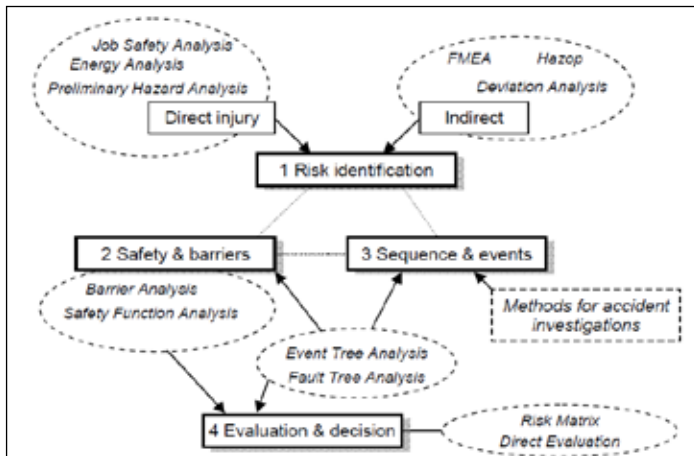 Job Safety Analysis
Energy Analysis
Preliminary Hazard Analysis
Direct injury
FMEA Hazop
Deviation Analysis
Indirect
1 Risk identification
2 Safety & barriers
3 Sequence & events
Barrier Analysis
Safety Function Analysis
Methods for accident
investigations
Event Tree Analysis
Fault Tree Analysis
4 Evaluation & decision
Risk Matrix
Direct Evaluation